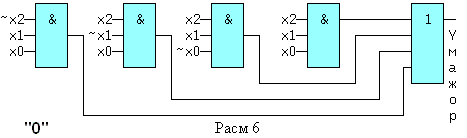 ~x2 & x2 & x2 & x2 & 1
x1 ~x1 x1 x1
x0 x0 ~x0 x0
Y м а ж о р
"0" Расм 6